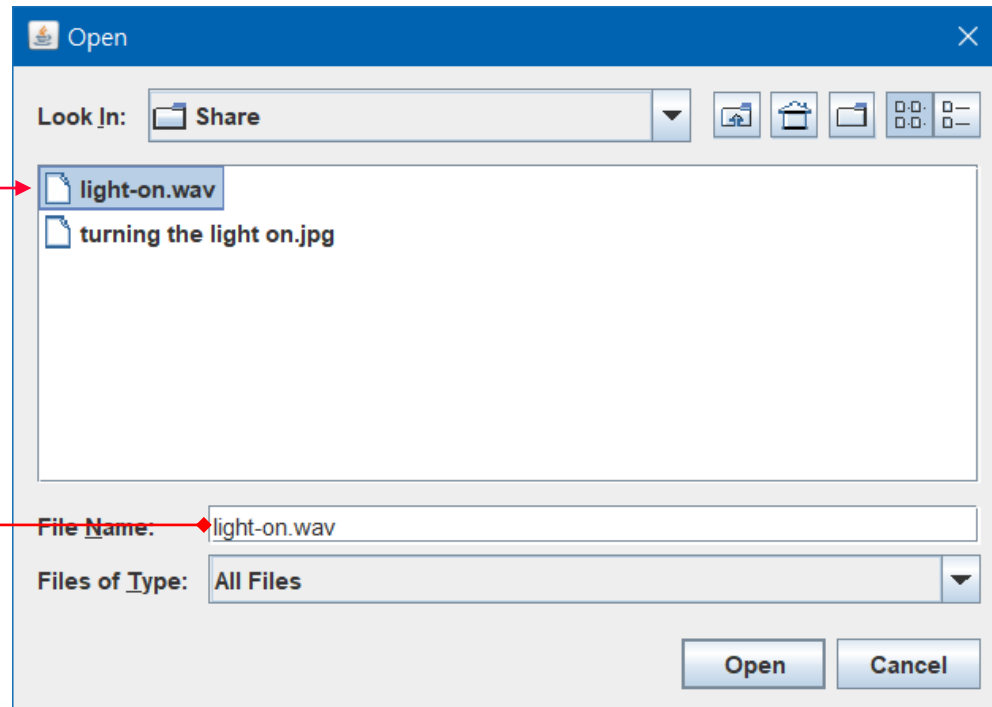 Open
Look In: Share
light-on.wav
turning the light on.jpg
File Name: light-on.wav
Files of Type: All Files
Open Cancel